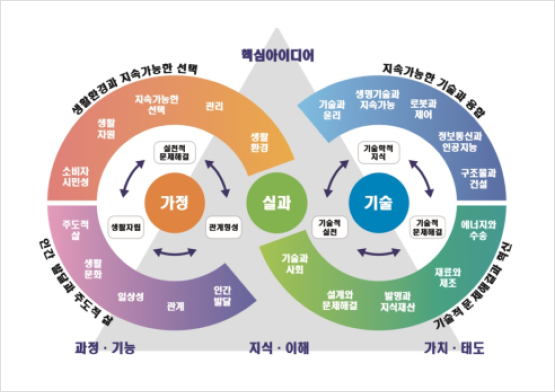 핵심아이디어
생활환경과 지속가능한 선택
지속가능한 기술과 융합
소비자
시민성
생활
자원
지속가능한
선택
관리
생활
환경
기술과
윤리
생명기술과
지속가능
로봇과
제어
정보통신과
인공지능
구조물과
건설
실천적
문제해결
생활자립
관계형성
가정
실과
기술
기술학적
지식
기술적
실천
기술적
문제해결
주도적
삶
생활
문화
일상성
관계
인간
발달
기술과
사회
설계와
문제해결
발명과
지식재산
재료와
제조
에너지와
수송
인간 발달과 주도적 삶
기술적 문제해결과 혁신
과정·기능
지식·이해
가치·태도